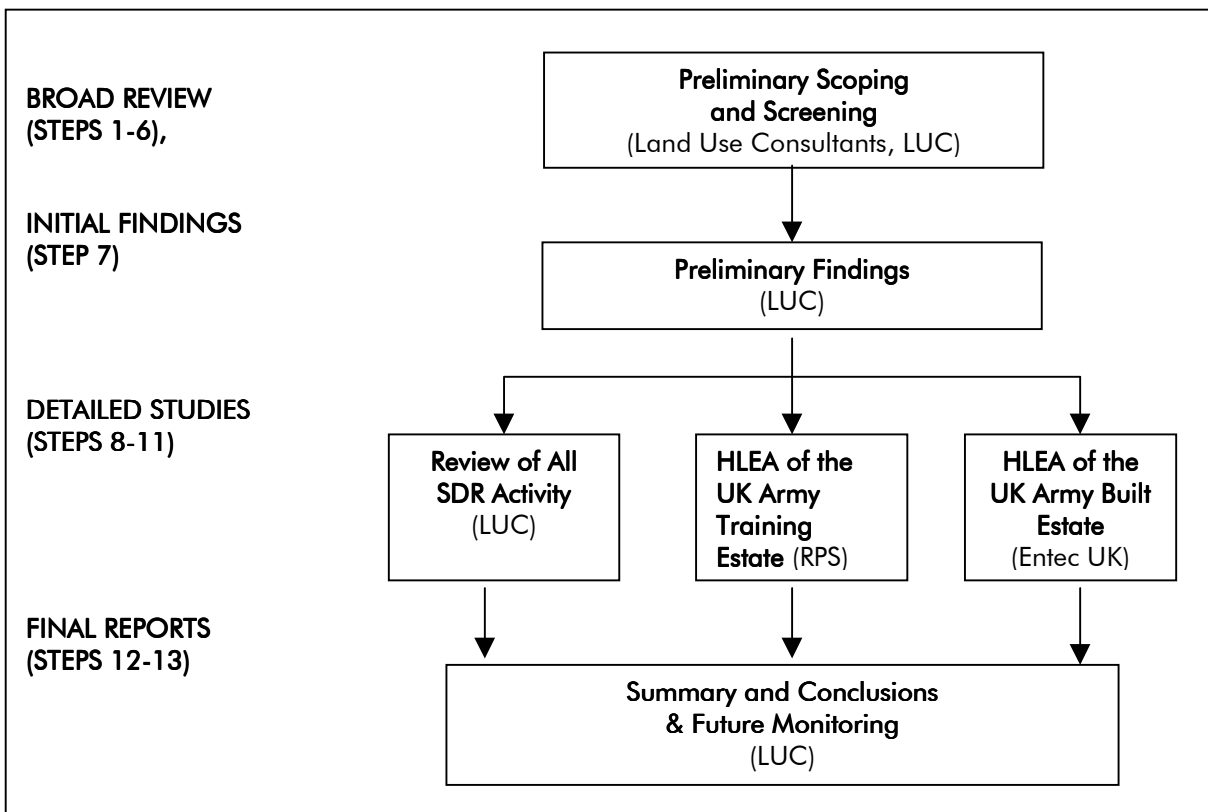 BROAD REVIEW
(STEPS 1-6),
Preliminary Scoping
and Screening
(Land Use Consultants, LUC)
INITIAL FINDINGS
(STEP 7)
Preliminary Findings
(LUC)
DETAILED STUDIES
(STEPS 8-11)
Review of All
SDR Activity
(LUC)
HLEA of the
UK Army
Training
Estate (RPS)
HLEA of the
UK Army Built
Estate
(Entec UK)
FINAL REPORTS
(STEPS 12-13)
Summary and Conclusions
& Future Monitoring
(LUC)